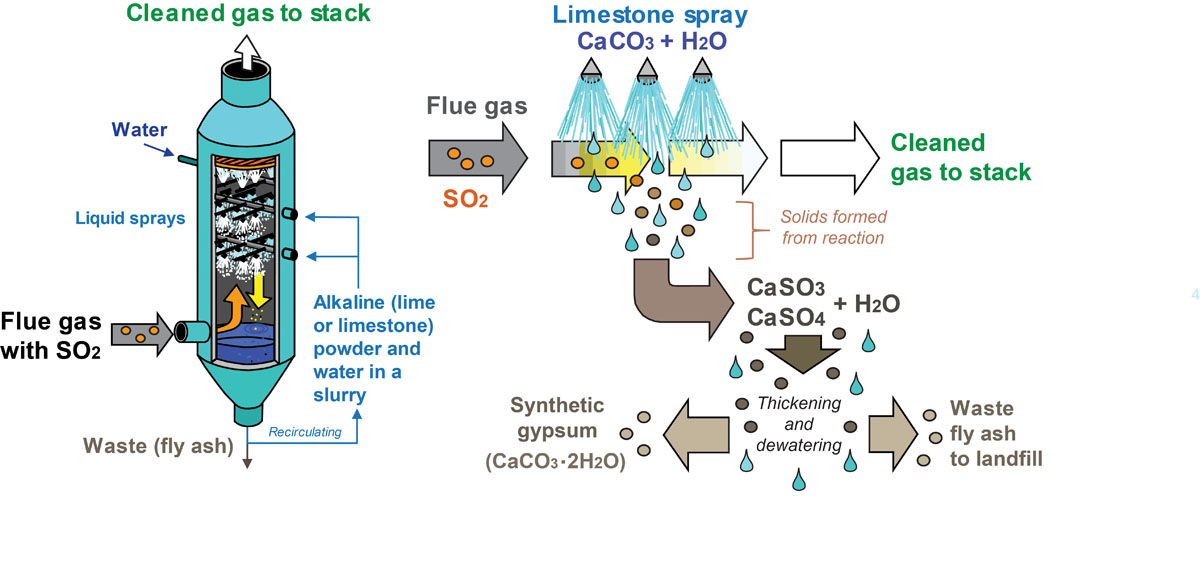 Cleaned gas to stack
Water
Liquid sprays
Flue gas
with SO2
Alkaline (lime
or limestone)
powder and
water in a
slurry
Recirculating
Waste (fly ash)
Limestone spray
CaCO3 + H2O
Flue gas
SO2
Cleaned
gas to stack
Solids formed
from reaction
CaSO3
CaSO4
+ H2O
Thickening
and
dewatering
Synthetic
gypsum
(CaCO3·2H2O)
Waste
fly ash
to landfill
4